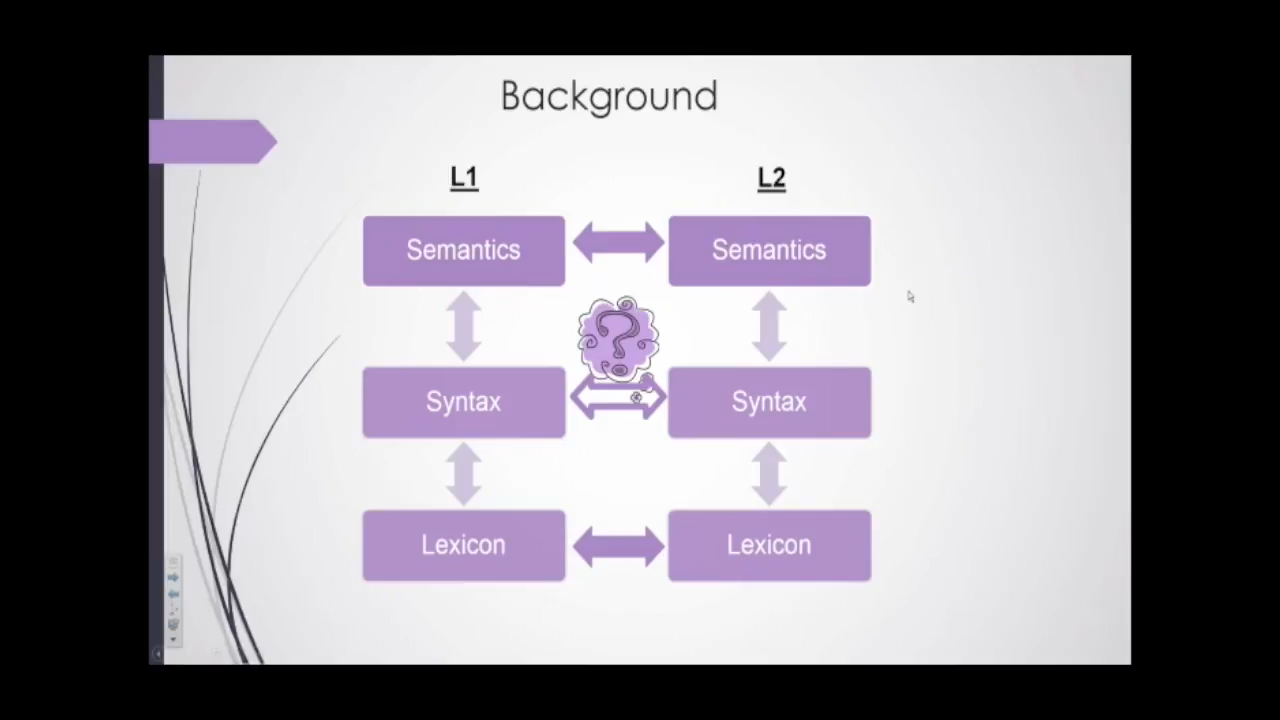 Background
L1 L2
Semantics Semantics
?
Syntax Syntax
Lexicon Lexicon